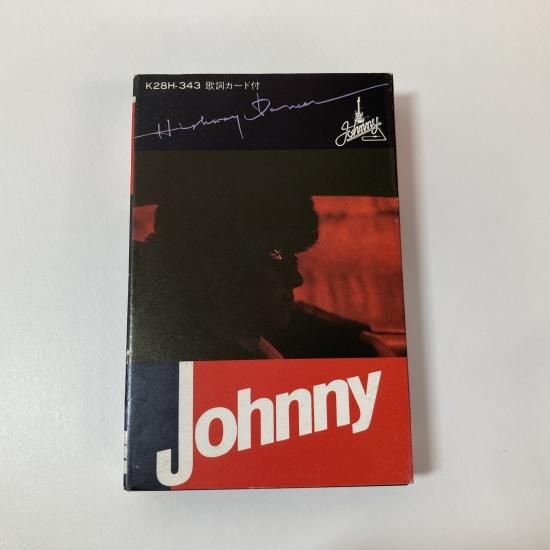 K28H-343 歌詞カード付
Highway Dancer
Johnny
Johnny